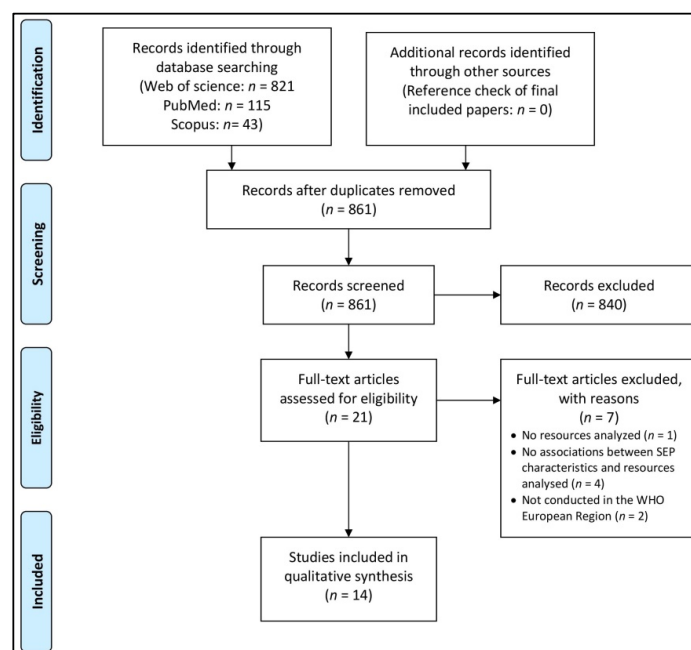 Identification
Records identified through
database searching
(Web of science: n = 821
PubMed: n = 115
Scopus: n= 43)
Additional records identified
through other sources
(Reference check of final
included papers: n = 0)
Records after duplicates removed
(n = 861)
Screening
Records screened
(n = 861)
Records excluded
(n = 840)
Eligibility
Full-text articles
assessed for eligibility
(n = 21)
Full-text articles excluded,
with reasons
(n = 7)
• No resources analyzed (n = 1)
• No associations between SEP
characteristics and resources
analysed (n = 4)
• Not conducted in the WHO
European Region (n = 2)
Included
Studies included in
qualitative synthesis
(n = 14)